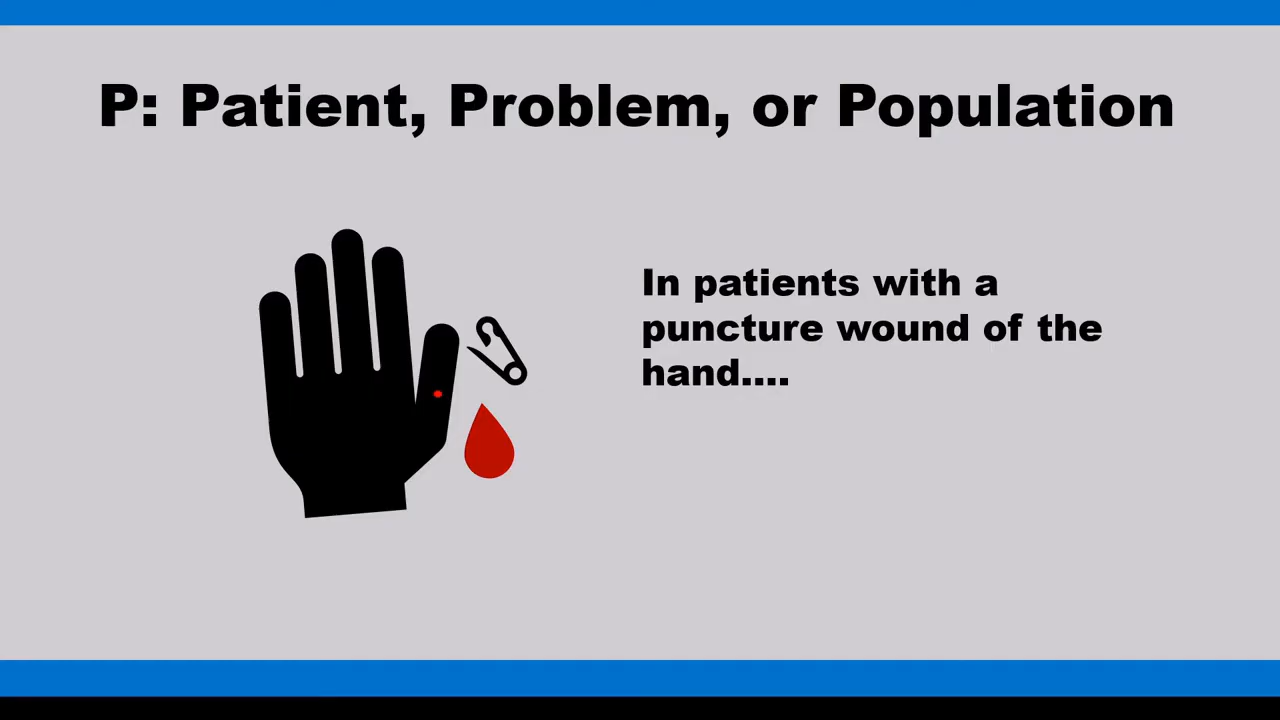 P: Patient, Problem, or Population
In patients with a
puncture wound of the
hand....